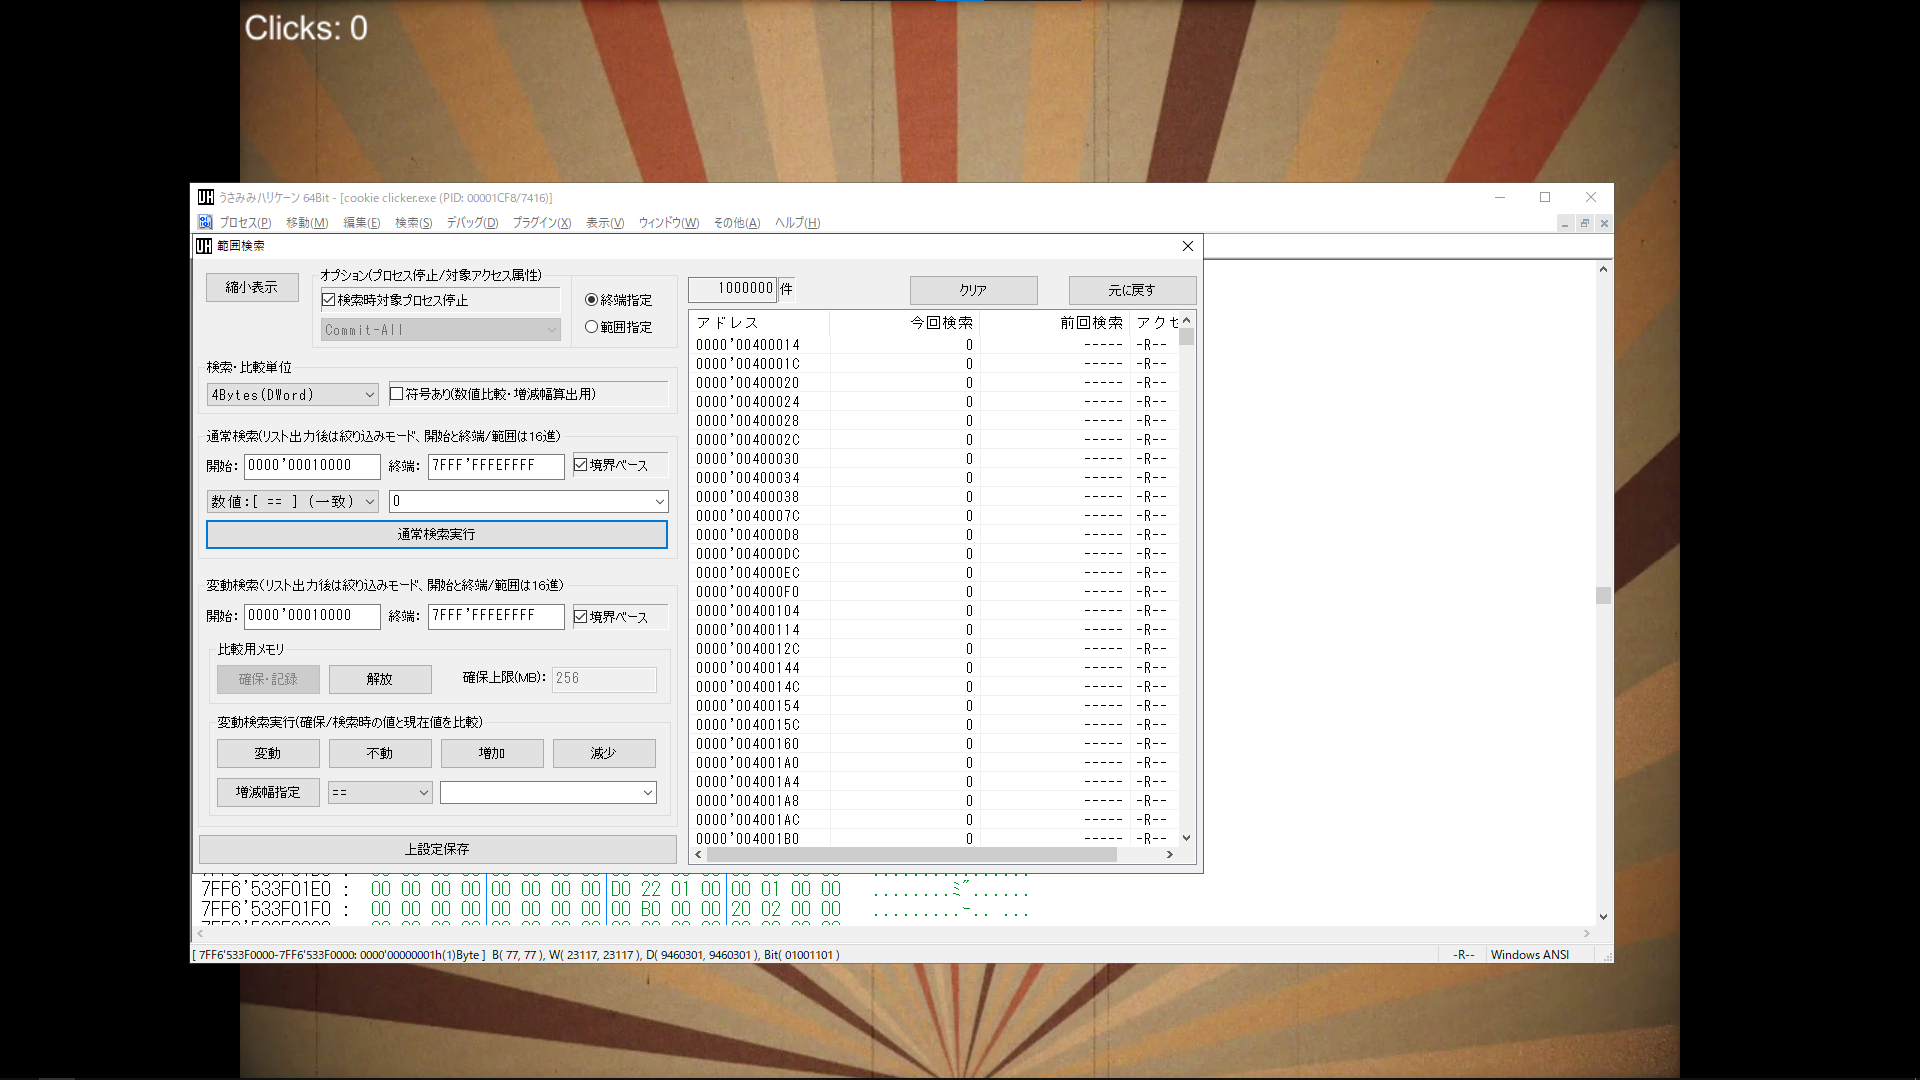 Clicks: 0
うさみみハリケーン 64Bit - [cookie clicker.exe (PID: 00001CF8/7416)]
プロセス(P) 移動(M) 編集(E) 検索(S) デバッグ(D) プラグイン(X) 表示(V) ウィンドウ(W) その他(A) ヘルプ(H)
範囲検索
縮小表示
オプション(プロセス停止/対象アクセス属性)
検索時対象プロセス停止
Commit-All
終端指定
範囲指定
検索・比較単位
4Bytes(DWord)
符号あり(数値比較・増減幅算出用)
通常検索(リスト出力後は絞り込みモード、開始と終端/範囲は16進)
開始: 0000'00010000 終端: 7FFF'FFFEFFFF 境界ベース
数値:[ == ] (一致) 0
通常検索実行
変動検索(リスト出力後は絞り込みモード、開始と終端/範囲は16進)
開始: 0000'00010000 終端: 7FFF'FFFEFFFF 境界ベース
比較用メモリ
確保・記録 解放 確保上限(MB): 256
変動検索実行(確保/検索時の値と現在値を比較)
変動 不動 増加 減少
増減幅指定 ==
上設定保存
1000000 件 クリア 元に戻す
アドレス 今回検索 前回検索 アクセ
0000'00400014 0 ----- -R--
0000'0040001C 0 ----- -R--
0000'00400020 0 ----- -R--
0000'00400024 0 ----- -R--
0000'00400028 0 ----- -R--
0000'0040002C 0 ----- -R--
0000'00400030 0 ----- -R--
0000'00400034 0 ----- -R--
0000'00400038 0 ----- -R--
0000'0040007C 0 ----- -R--
0000'004000D8 0 ----- -R--
0000'004000DC 0 ----- -R--
0000'004000EC 0 ----- -R--
0000'004000F0 0 ----- -R--
0000'00400104 0 ----- -R--
0000'00400114 0 ----- -R--
0000'0040012C 0 ----- -R--
0000'00400144 0 ----- -R--
0000'0040014C 0 ----- -R--
0000'00400154 0 ----- -R--
0000'0040015C 0 ----- -R--
0000'00400160 0 ----- -R--
0000'004001A0 0 ----- -R--
0000'004001A4 0 ----- -R--
0000'004001A8 0 ----- -R--
0000'004001AC 0 ----- -R--
0000'004001B0 0 ----- -R--
7FF6'533F01E0 : 00 00 00 00 00 00 00 00 D0 22 01 00 00 01 00 00 ........ﾐ"......
7FF6'533F01F0 : 00 00 00 00 00 00 00 00 00 B0 00 00 20 02 00 00 .........ｰ.. ...
[ 7FF6'533F0000-7FF6'533F0000: 0000'00000001h(1)Byte ] B( 77, 77 ), W( 23117, 23117 ), D( 9460301, 9460301 ), Bit( 01001101 )
-R-- Windows ANSI